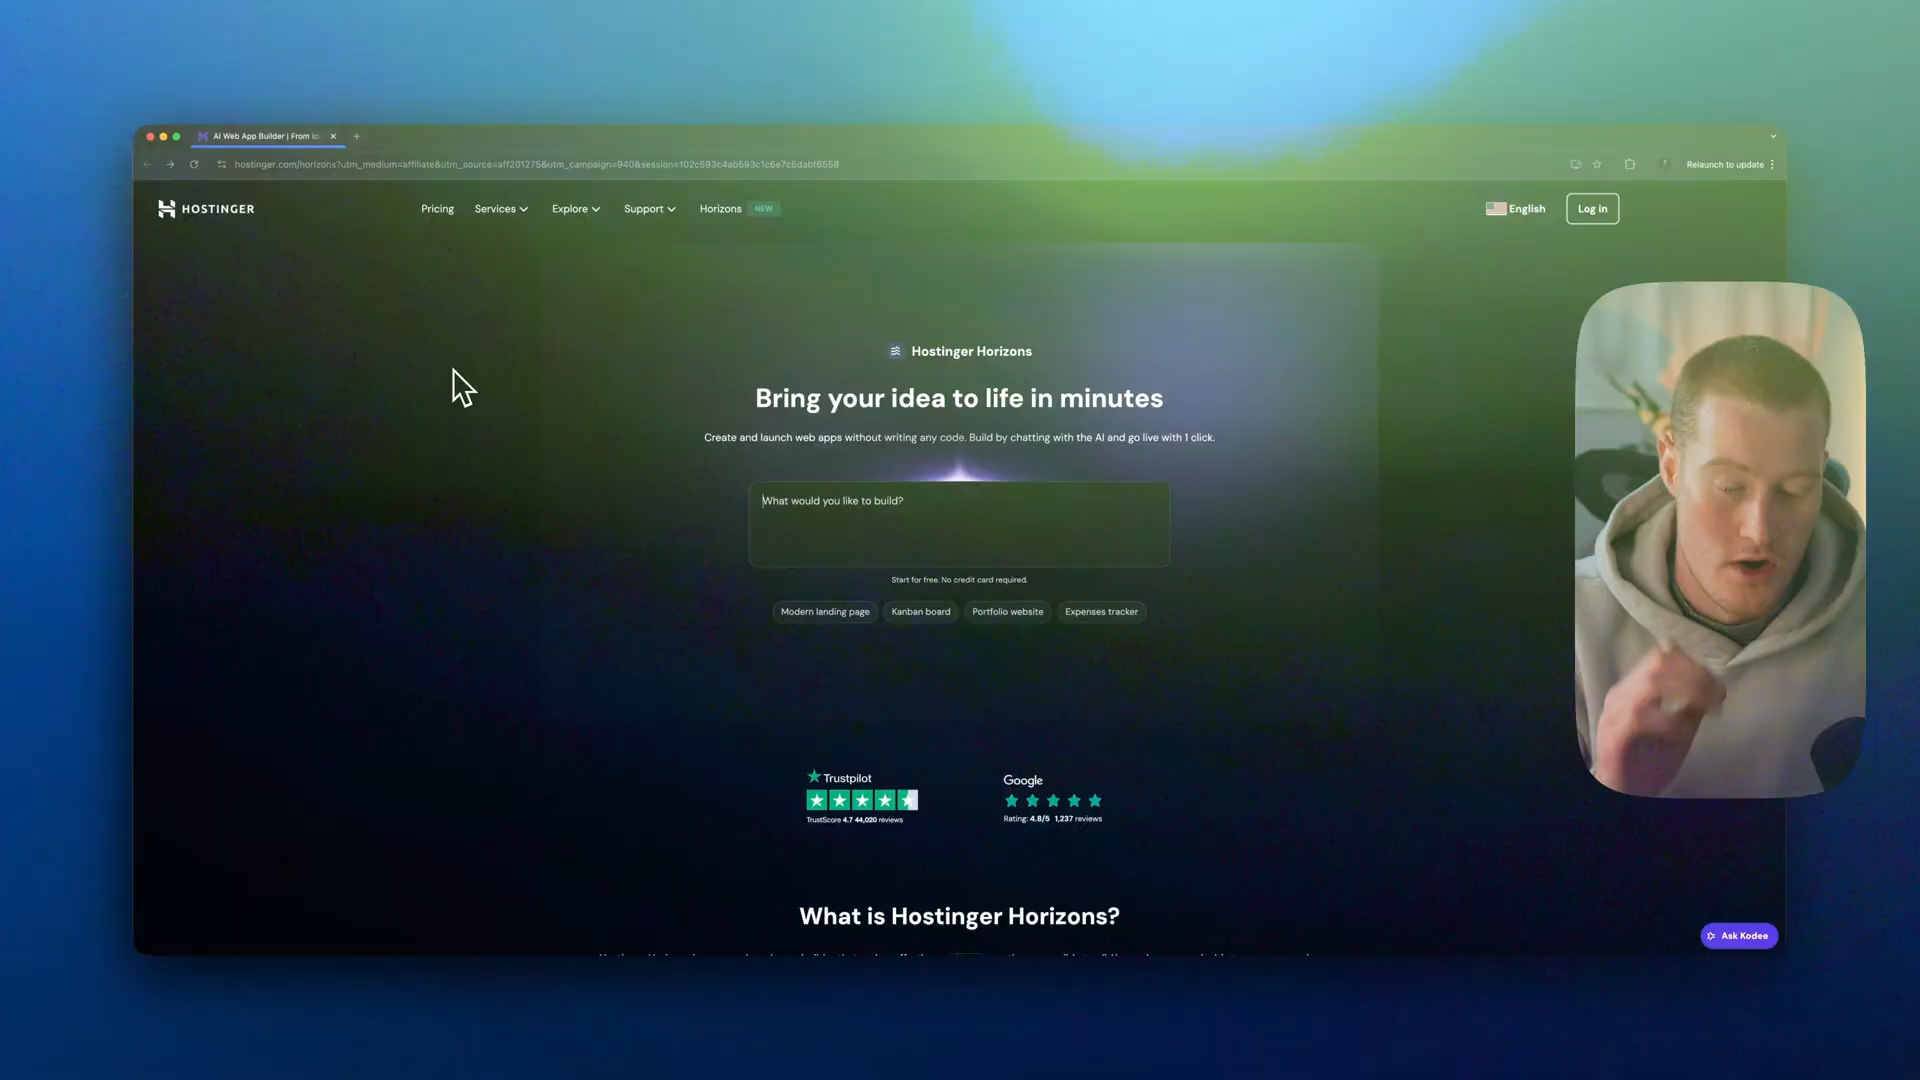 AI Web App Builder | From id
hostinger.com/horizons?utm_medium=affiliate&utm_source=aff201275&utm_campaign=940&session=102c593c4ab593c1c6e7c5dabf6558
Relaunch to update
HOSTINGER
Pricing
Services
Explore
Support
Horizons
NEW
English
Log in
Hostinger Horizons
Bring your idea to life in minutes
Create and launch web apps without writing any code. Build by chatting with the AI and go live with 1 click.
What would you like to build?
Start for free. No credit card required.
Modern landing page
Kanban board
Portfolio website
Expenses tracker
Trustpilot
TrustScore 4.7 44,020 reviews
Google
Rating: 4.8/5 1,237 reviews
What is Hostinger Horizons?
Ask Kodee